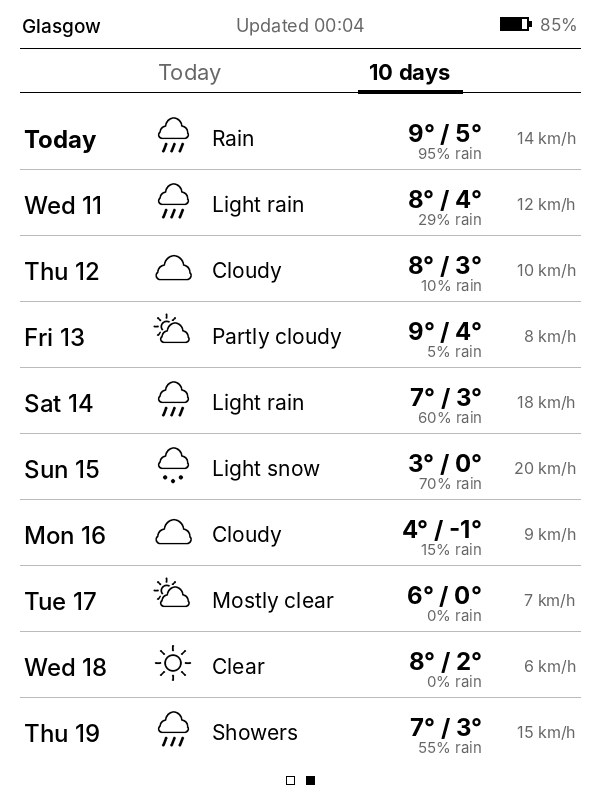 Glasgow Updated 00:04 85%
Today 10 days
Today Rain 9° / 5° 14 km/h
95% rain
Wed 11 Light rain 8° / 4° 12 km/h
29% rain
Thu 12 Cloudy 8° / 3° 10 km/h
10% rain
Fri 13 Partly cloudy 9° / 4° 8 km/h
5% rain
Sat 14 Light rain 7° / 3° 18 km/h
60% rain
Sun 15 Light snow 3° / 0° 20 km/h
70% rain
Mon 16 Cloudy 4° / -1° 9 km/h
15% rain
Tue 17 Mostly clear 6° / 0° 7 km/h
0% rain
Wed 18 Clear 8° / 2° 6 km/h
0% rain
Thu 19 Showers 7° / 3° 15 km/h
55% rain